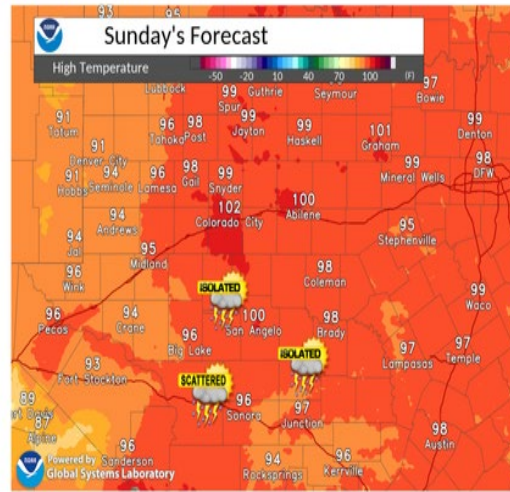 Sunday's Forecast
High Temperature
-50 -20 10 40 70 100 (F)
93 95
Lubbock
99 Spur
Guthrie
Seymour
97 Bowie
91 Tatum
96 Tahoka
98 Post
99 Jayton
99 Haskell
101 Graham
99 Denton
91 Denver City
98 DFW
99 Mineral Wells
91 Hobbs
94 Seminole
96 Lamesa
98 Gail
99 Snyder
102 Colorado City
100 Abilene
94 Andrews
95 Stephenville
94 Jal
95 Midland
98 Coleman
96 Wink
99 Waco
ISOLATED
96 Pecos
94 Crane
100 San Angelo
98 Brady
96 Big Lake
97 Lampasas
97 Temple
ISOLATED
93 Fort Stockton
SCATTERED
96 Sonora
97 Junction
89 ort Davis
87 Alpine
98 Austin
96 Sanderson
94 Rocksprings
96 Kerrville
NOAA
Powered by
Global Systems Laboratory